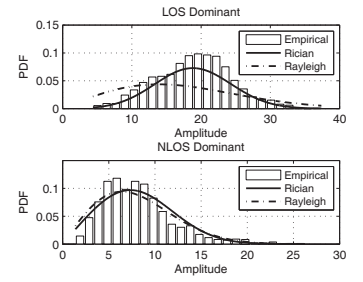 LOS Dominant
0.15
0.1
0.05
0
PDF
Empirical
Rician
Rayleigh
0 10 20 30 40
Amplitude
NLOS Dominant
0.1
0.05
0
PDF
Empirical
Rician
Rayleigh
0 5 10 15 20 25 30
Amplitude